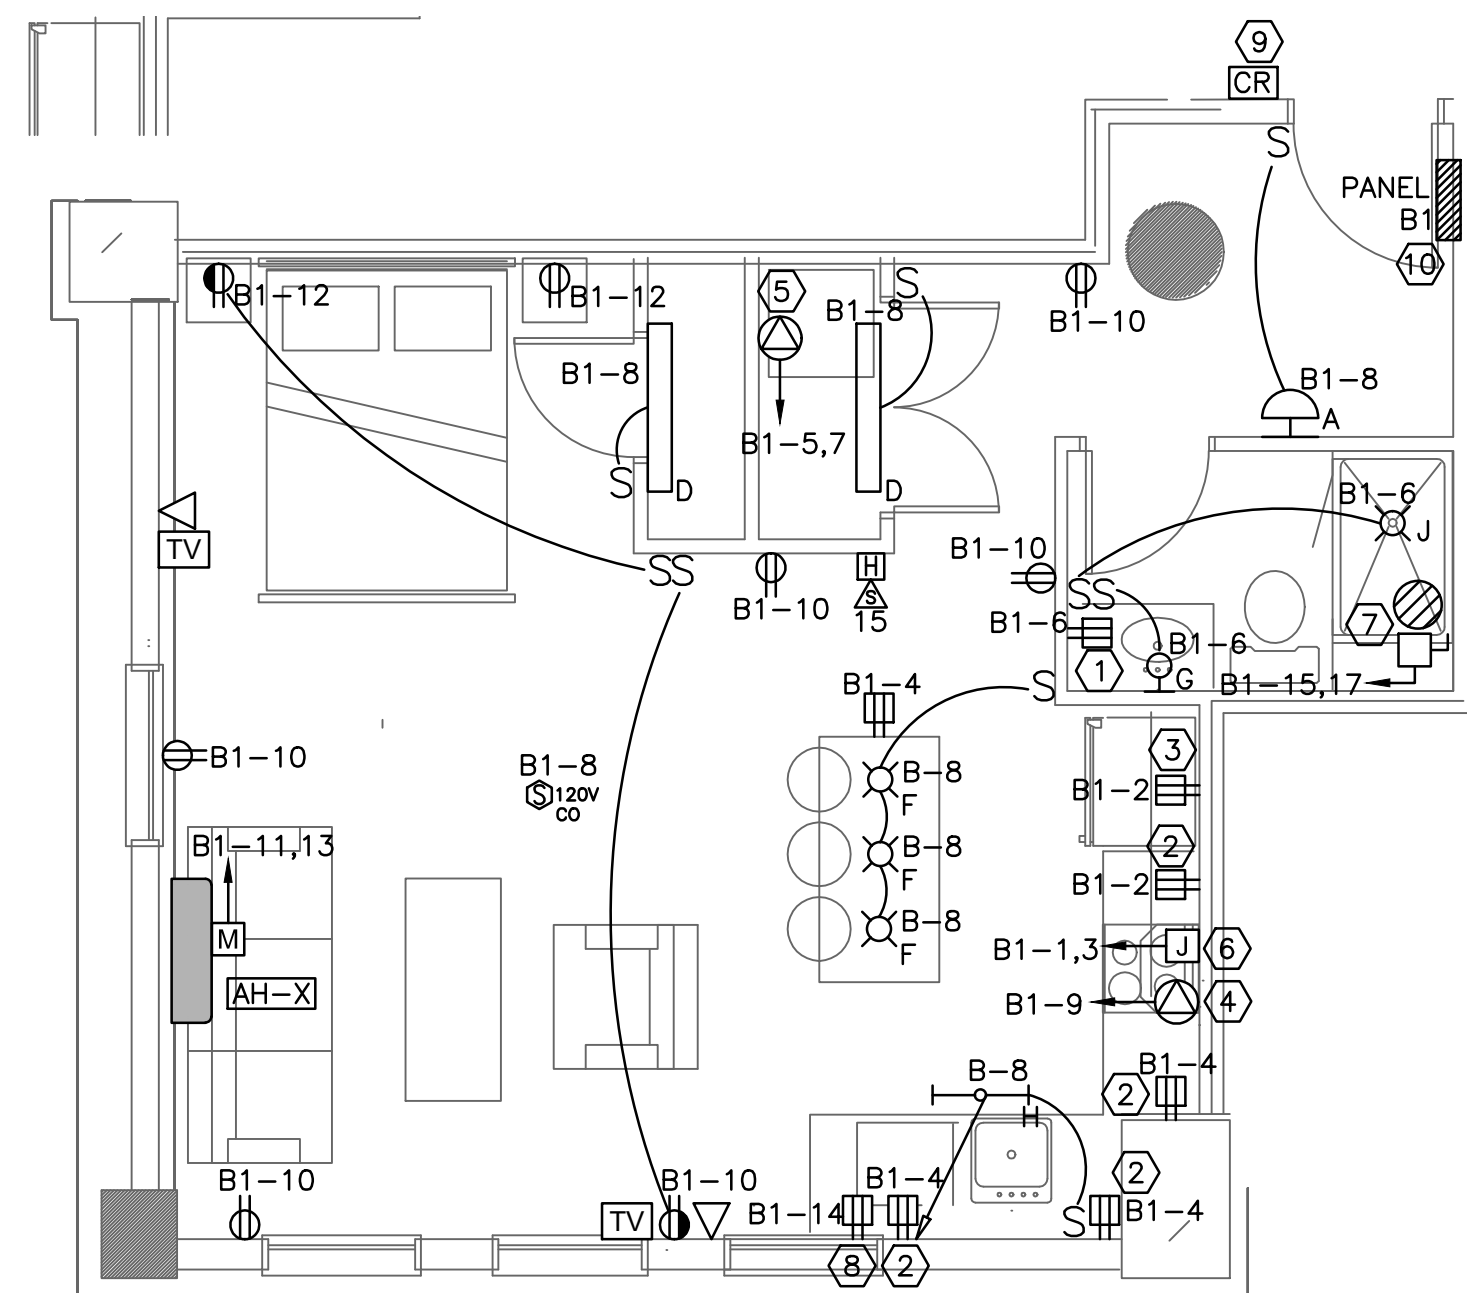 9
CR
S
PANEL
B1
10
B1-12
B1-12
5
B1-8
S
B1-10
B1-8
B1-5,7
B1-8
A
S
D
D
B1-6
J
TV
B1-10
H
S
15
SS
B1-10
SS
B1-6
B1-6
7
1
G
B1-15,17
B1-4
S
3
B1-10
B1-8
S 120V
CO
B-8
F
B1-2
2
B1-11,13
B-8
F
B1-2
B-8
F
M
AH-X
B1-1,3
J
6
B1-9
4
B-8
H
B1-4
2
B1-10
B1-10
B1-4
2
TV
B1-14
S
B1-4
8
2